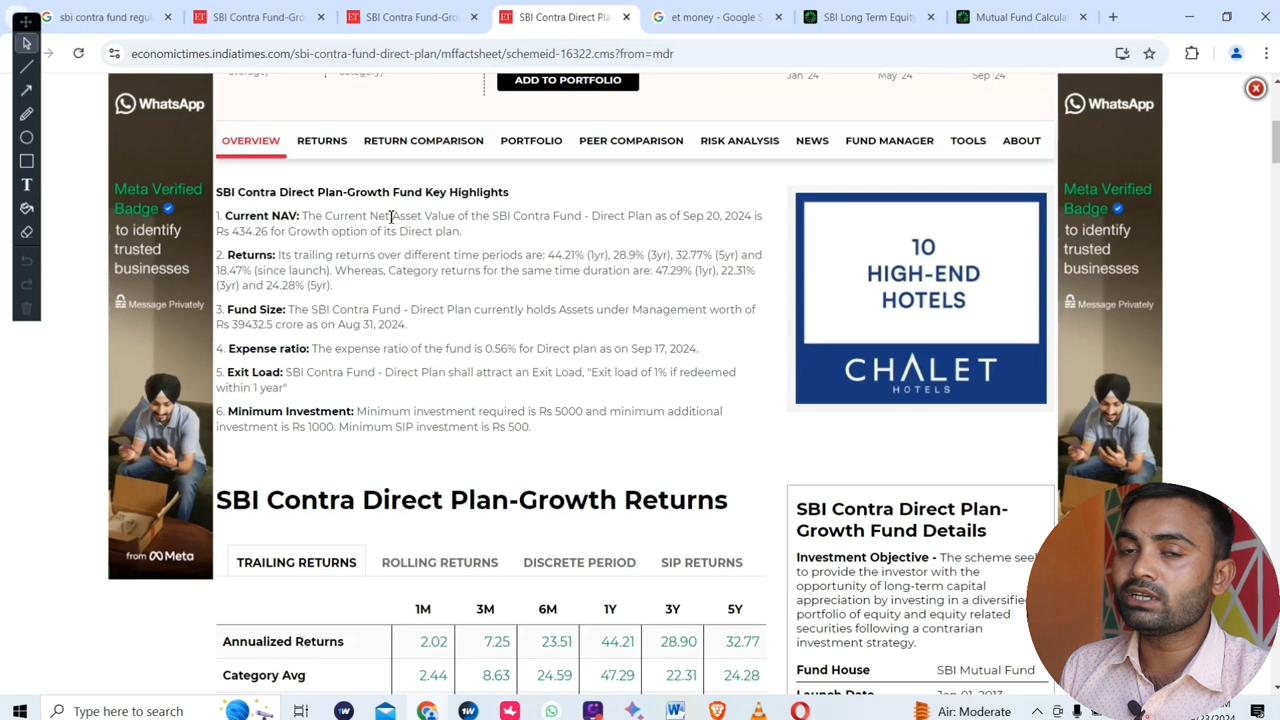 sbi contra fund regul
SBI Contra Fund-Gro
SBI Contra Fund-Gro
SBI Contra Direct Pla
et money - Google S
SBI Long Term Equity
Mutual Fund Calcula
economictimes.indiatimes.com/sbi-contra-fund-direct-plan/mffactsheet/schemeid-16322.cms?from=mdr
ADD TO PORTFOLIO
Jan '24 May '24 Sep '24
WhatsApp
Meta Verified
Badge
to identify
trusted
businesses
Message Privately
from Meta
OVERVIEW RETURNS RETURN COMPARISON PORTFOLIO PEER COMPARISON RISK ANALYSIS NEWS FUND MANAGER TOOLS ABOUT
SBI Contra Direct Plan-Growth Fund Key Highlights
1. Current NAV: The Current Net Asset Value of the SBI Contra Fund - Direct Plan as of Sep 20, 2024 is
Rs 434.26 for Growth option of its Direct plan.
2. Returns: Its trailing returns over different time periods are: 44.21% (1yr), 28.9% (3yr), 32.77% (5yr) and
18.47% (since launch). Whereas, Category returns for the same time duration are: 47.29% (1yr), 22.31%
(3yr) and 24.28% (5yr).
3. Fund Size: The SBI Contra Fund - Direct Plan currently holds Assets under Management worth of
Rs 39432.5 crore as on Aug 31, 2024.
4. Expense ratio: The expense ratio of the fund is 0.56% for Direct plan as on Sep 17, 2024.
5. Exit Load: SBI Contra Fund - Direct Plan shall attract an Exit Load, "Exit load of 1% if redeemed
within 1 year"
6. Minimum Investment: Minimum investment required is Rs 5000 and minimum additional
investment is Rs 1000. Minimum SIP investment is Rs 500.
10
HIGH-END
HOTELS
CHALET
HOTELS
WhatsApp
Meta Verified
Badge
to identify
trusted
businesses
Message Privately
SBI Contra Direct Plan-Growth Returns
TRAILING RETURNS ROLLING RETURNS DISCRETE PERIOD SIP RETURNS
1M 3M 6M 1Y 3Y 5Y
Annualized Returns 2.02 7.25 23.51 44.21 28.90 32.77
Category Avg 2.44 8.63 24.59 47.29 22.31 24.28
SBI Contra Direct Plan-
Growth Fund Details
Investment Objective - The scheme see
to provide the investor with the
opportunity of long-term capital
appreciation by investing in a diversifie
portfolio of equity and equity related
securities following a contrarian
investment strategy.
Fund House SBI Mutual Fund
Launch Date Jan 01, 2013
Type here to search
Air: Moderate